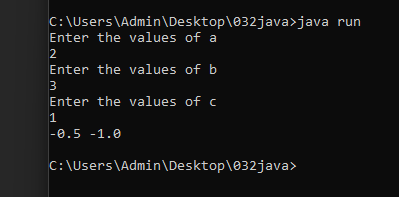 C:\Users\Admin\Desktop\032java>java run
Enter the values of a
2
Enter the values of b
3
Enter the values of c
1
-0.5 -1.0
C:\Users\Admin\Desktop\032java>